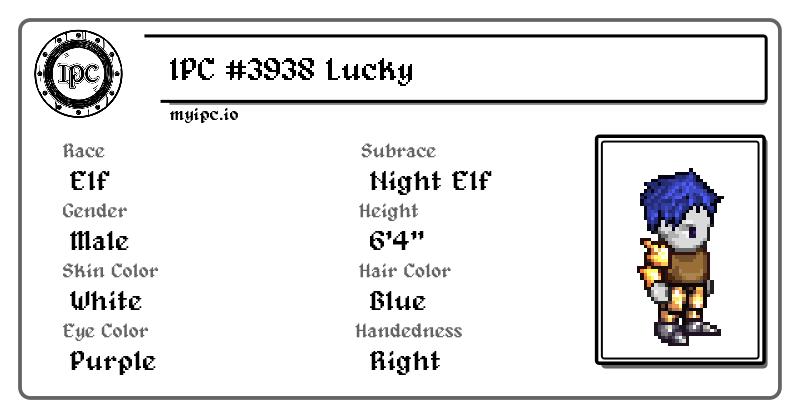 IPC
IPC #3938 Lucky
myipc.io
Race Subrace
Elf Night Elf
Gender Height
Male 6'4"
Skin Color Hair Color
White Blue
Eye Color Handedness
Purple Right